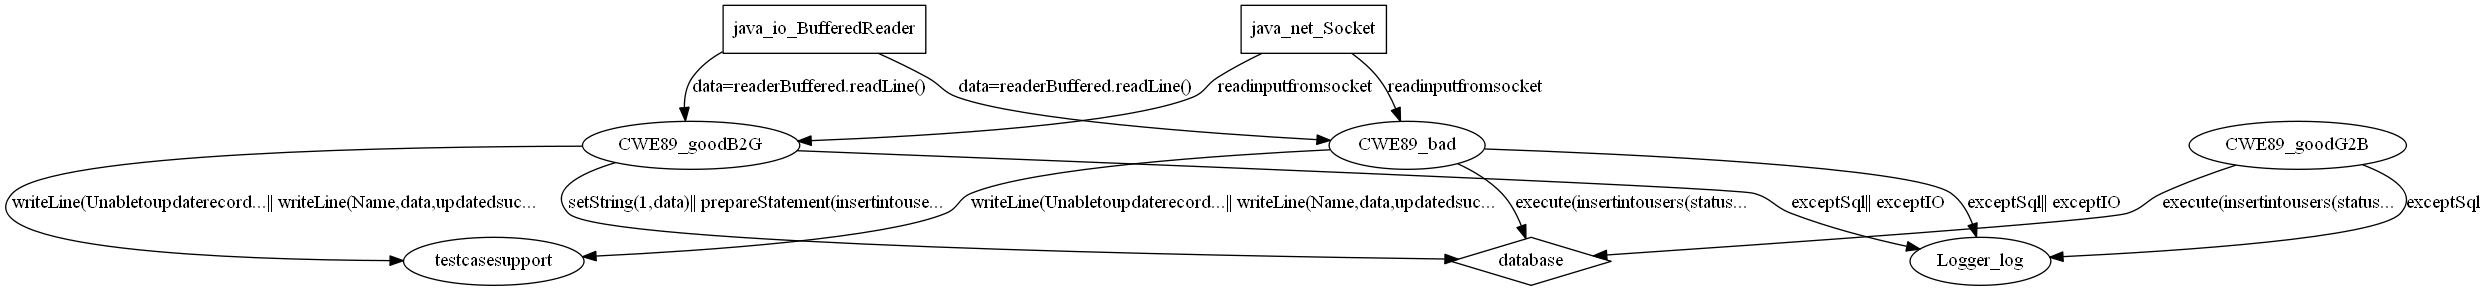 java_io_BufferedReader
java_net_Socket
data=readerBuffered.readLine()
data=readerBuffered.readLine()
readinputfromsocket
readinputfromsocket
CWE89_goodB2G
CWE89_bad
CWE89_goodG2B
writeLine(Unabletoupdaterecord...|| writeLine(Name,data,updatedsuc...
setString(1,data)|| prepareStatement(insertintouse...
writeLine(Unabletoupdaterecord...|| writeLine(Name,data,updatedsuc...
execute(insertintousers(status...
exceptSql|| exceptIO
exceptSql|| exceptIO
execute(insertintousers(status...
exceptSql
testcasesupport
database
Logger_log